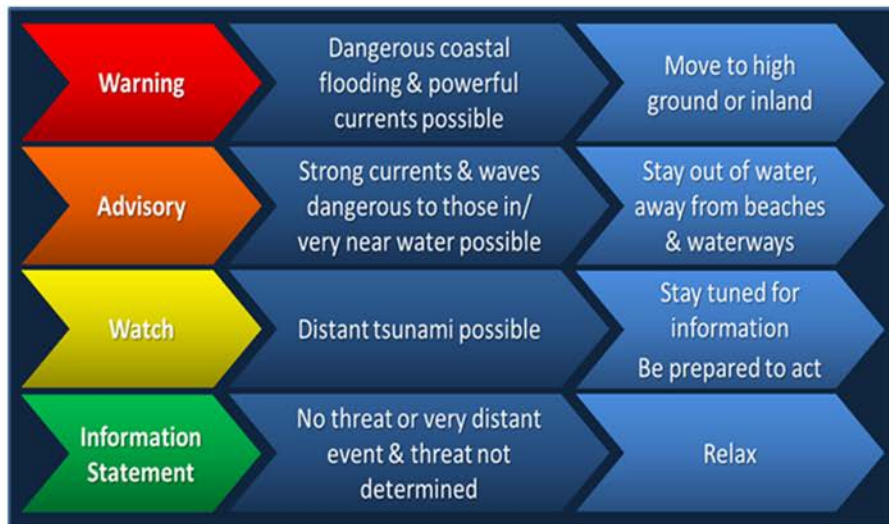 Warning
Dangerous coastal
flooding & powerful
currents possible
Move to high
ground or inland
Advisory
Strong currents & waves
dangerous to those in/
very near water possible
Stay out of water,
away from beaches
& waterways
Watch
Distant tsunami possible
Stay tuned for
information
Be prepared to act
Information
Statement
No threat or very distant
event & threat not
determined
Relax